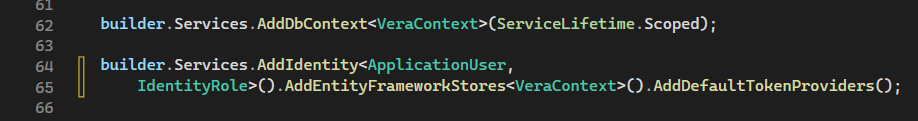 61
62 builder.Services.AddDbContext<VeraContext>(ServiceLifetime.Scoped);
63
64 builder.Services.AddIdentity<ApplicationUser,
65 IdentityRole>().AddEntityFrameworkStores<VeraContext>().AddDefaultTokenProviders();
66